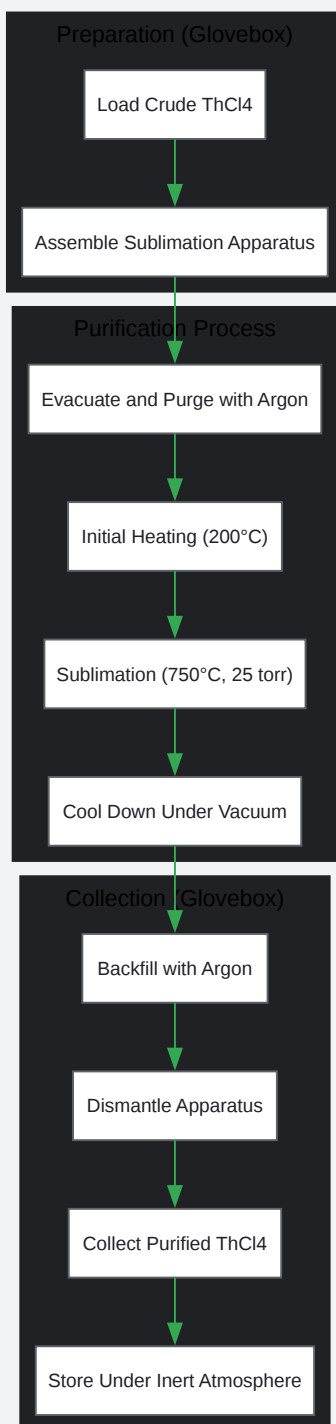 Preparation (Glovebox)
Load Crude ThCl4
Assemble Sublimation Apparatus
Purification Process
Evacuate and Purge with Argon
Initial Heating (200°C)
Sublimation (750°C, 25 torr)
Cool Down Under Vacuum
Collection (Glovebox)
Backfill with Argon
Dismantle Apparatus
Collect Purified ThCl4
Store Under Inert Atmosphere